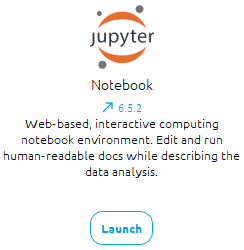 jupyter
Notebook
6.5.2
Web-based, interactive computing
notebook environment. Edit and run
human-readable docs while describing the
data analysis.
Launch